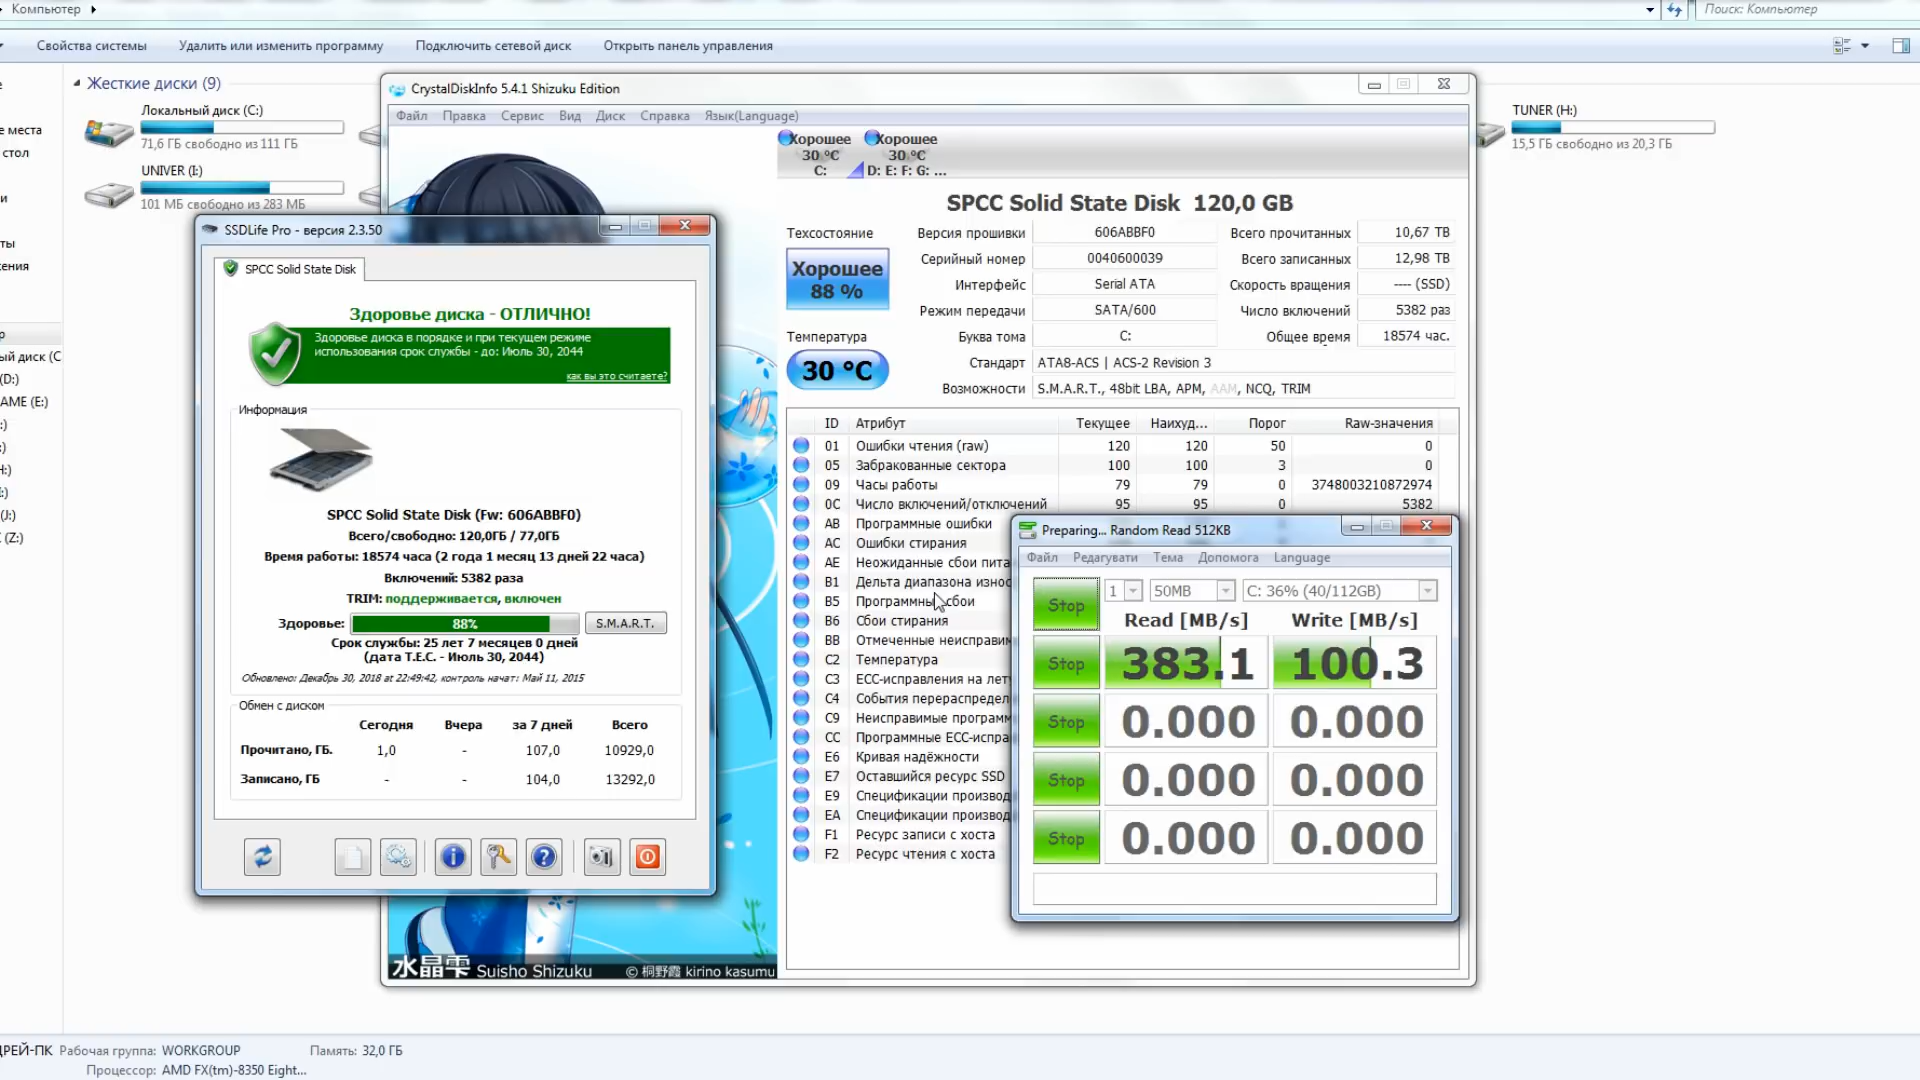 Компьютер
Поиск: Компьютер
Свойства системы
Удалить или изменить программу
Подключить сетевой диск
Открыть панель управления
Жесткие диски (9)
Локальный диск (C:)
71,6 ГБ свободно из 111 ГБ
UNIVER (I:)
101 МБ свободно из 283 МБ
TUNER (H:)
15,5 ГБ свободно из 20,3 ГБ
е места
стол
и
ты
жения
р
ый диск (C
(D:)
AME (E:)
:)
:)
H:)
:)
(J:)
C (Z:)
CrystalDiskInfo 5.4.1 Shizuku Edition
Файл Правка Сервис Вид Диск Справка Язык(Language)
Хорошее Хорошее
30 °C 30 °C
C: D: E: F: G: ...
SPCC Solid State Disk 120,0 GB
Техсостояние
Хорошее
88 %
Температура
30 °C
Версия прошивки 606ABBF0 Всего прочитанных 10,67 TB
Серийный номер 0040600039 Всего записанных 12,98 TB
Интерфейс Serial ATA Скорость вращения ---- (SSD)
Режим передачи SATA/600 Число включений 5382 раз
Буква тома C: Общее время 18574 час.
Стандарт ATA8-ACS | ACS-2 Revision 3
Возможности S.M.A.R.T., 48bit LBA, APM, AAM, NCQ, TRIM
ID Атрибут Текущее Наихуд... Порог Raw-значения
01 Ошибки чтения (raw) 120 120 50 0
05 Забракованные сектора 100 100 3 0
09 Часы работы 79 79 0 3748003210872974
0C Число включений/отключений 95 95 0 5382
AB Программные ошибки
AC Ошибки стирания
AE Неожиданные сбои пита
B1 Дельта диапазона износ
B5 Программные сбои
B6 Сбои стирания
BB Отмеченные неисправим
C2 Температура
C3 ECC-исправления на лету
C4 События перераспредел
C9 Неисправимые программ
CC Программные ECC-испра
E6 Кривая надёжности
E7 Оставшийся ресурс SSD
E9 Спецификации производ
EA Спецификации производ
F1 Ресурс записи с хоста
F2 Ресурс чтения с хоста
水晶雫 Suisho Shizuku © 桐野霞 kirino kasumu
SSDLife Pro - версия 2.3.50
SPCC Solid State Disk
Здоровье диска - ОТЛИЧНО!
Здоровье диска в порядке и при текущем режиме
использования срок службы - до: Июль 30, 2044
как вы это считаете?
Информация
SPCC Solid State Disk (Fw: 606ABBF0)
Всего/свободно: 120,0ГБ / 77,0ГБ
Время работы: 18574 часа (2 года 1 месяц 13 дней 22 часа)
Включений: 5382 раза
TRIM: поддерживается, включен
Здоровье: 88% S.M.A.R.T.
Срок службы: 25 лет 7 месяцев 0 дней
(дата T.E.C. - Июль 30, 2044)
Обновлено: Декабрь 30, 2018 at 22:49:42, контроль начат: Май 11, 2015
Обмен с диском
Сегодня Вчера за 7 дней Всего
Прочитано, ГБ. 1,0 - 107,0 10929,0
Записано, ГБ - - 104,0 13292,0
Preparing... Random Read 512KB
Файл Редагувати Тема Допомога Language
Stop 1 50MB C: 36% (40/112GB)
Read [MB/s] Write [MB/s]
Stop 383.1 100.3
Stop 0.000 0.000
Stop 0.000 0.000
Stop 0.000 0.000
ДРЕЙ-ПК Рабочая группа: WORKGROUP Память: 32,0 ГБ
Процессор: AMD FX(tm)-8350 Eight...